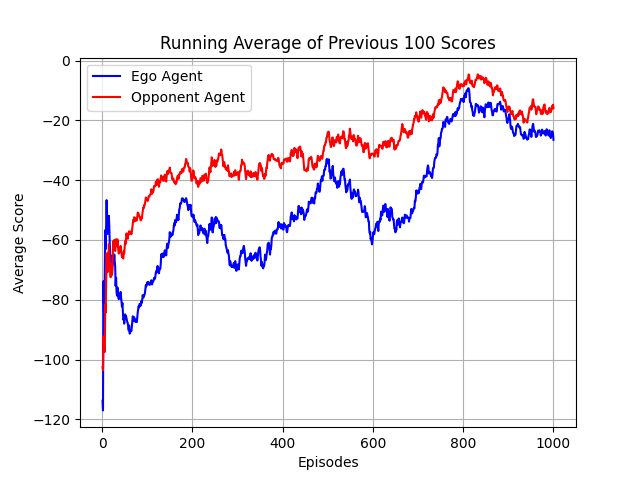 Running Average of Previous 100 Scores
Ego Agent
Opponent Agent
0
−20
−40
−60
−80
−100
−120
Average Score
0 200 400 600 800 1000
Episodes